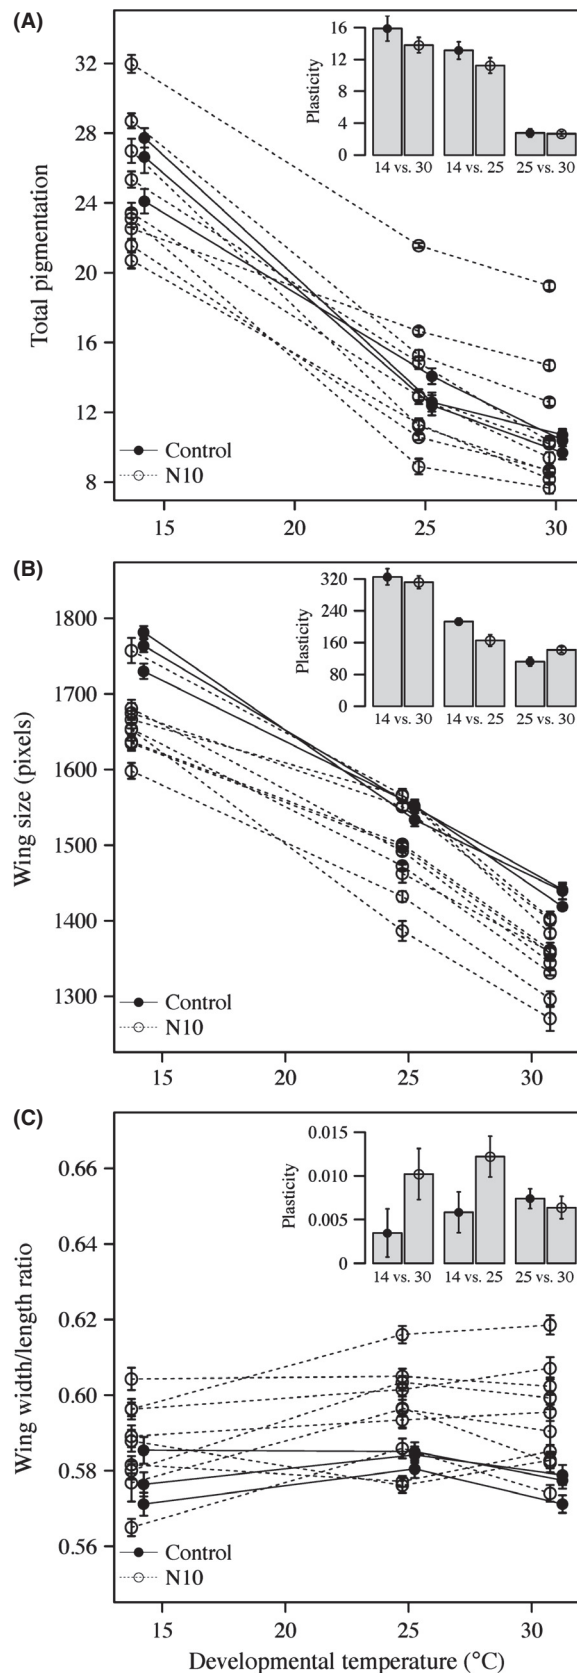 (A)
32
28
24
20
16
12
8
Total pigmentation
16
12
8
4
0
Plasticity
14 vs. 30
14 vs. 25
25 vs. 30
Control
N10
15
20
25
30
(B)
1800
1700
1600
1500
1400
1300
Wing size (pixels)
320
240
160
80
0
Plasticity
14 vs. 30
14 vs. 25
25 vs. 30
Control
N10
15
20
25
30
(C)
0.66
0.64
0.62
0.60
0.58
0.56
Wing width/length ratio
0.015
0.010
0.005
0
Plasticity
14 vs. 30
14 vs. 25
25 vs. 30
Control
N10
15
20
25
30
Developmental temperature (°C)